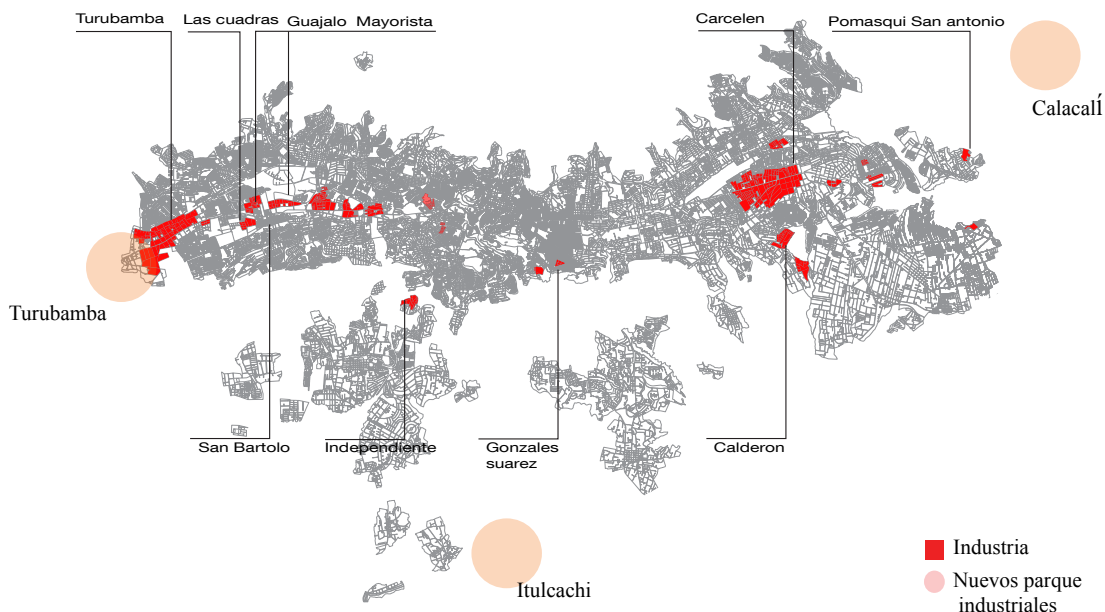 Turubamba
Las cuadras
Guajalo
Mayorista
Carcelen
Pomasqui San antonio
Calacalí
Turubamba
San Bartolo
Independiente
Gonzales
suarez
Calderon
Itulcachi
Industria
Nuevos parque
industriales